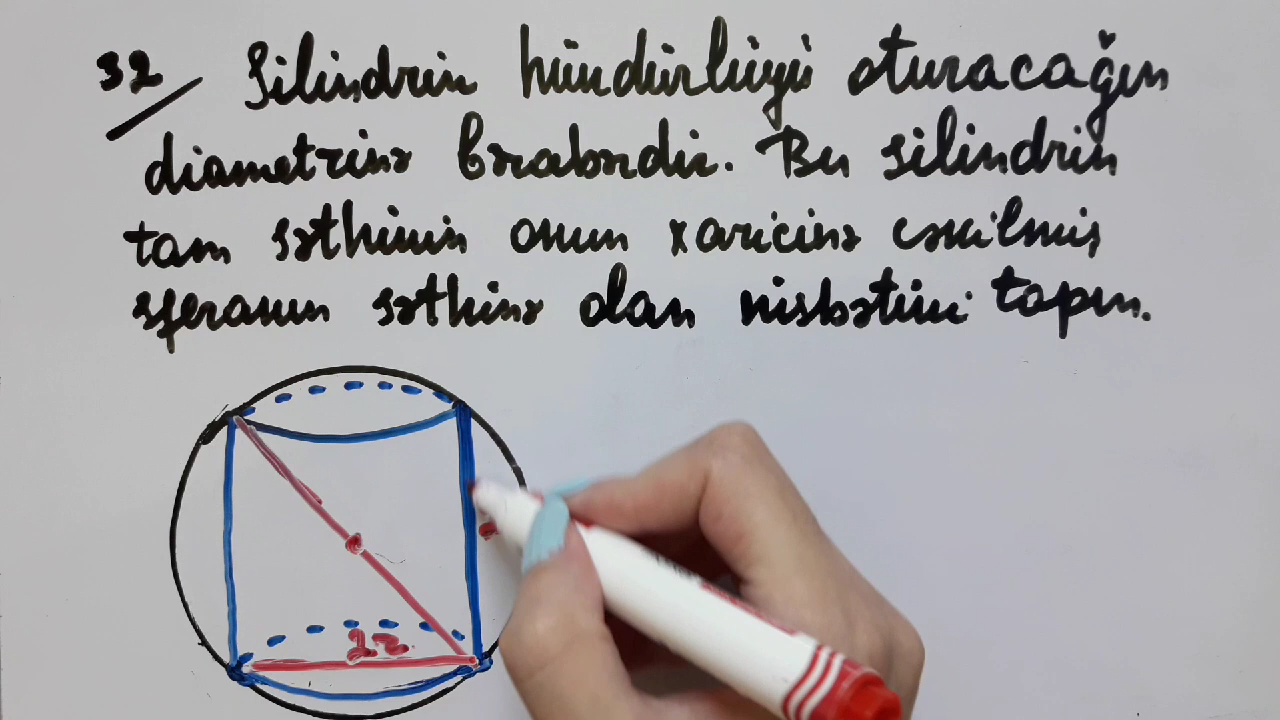 32/ Silindrin hündürlüyü oturacağın
diametrinə bərabərdir. Bu silindrin
tam səthinin onun xaricinə çəkilmiş
sferanın səthinə olan nisbətini tapın.
2r